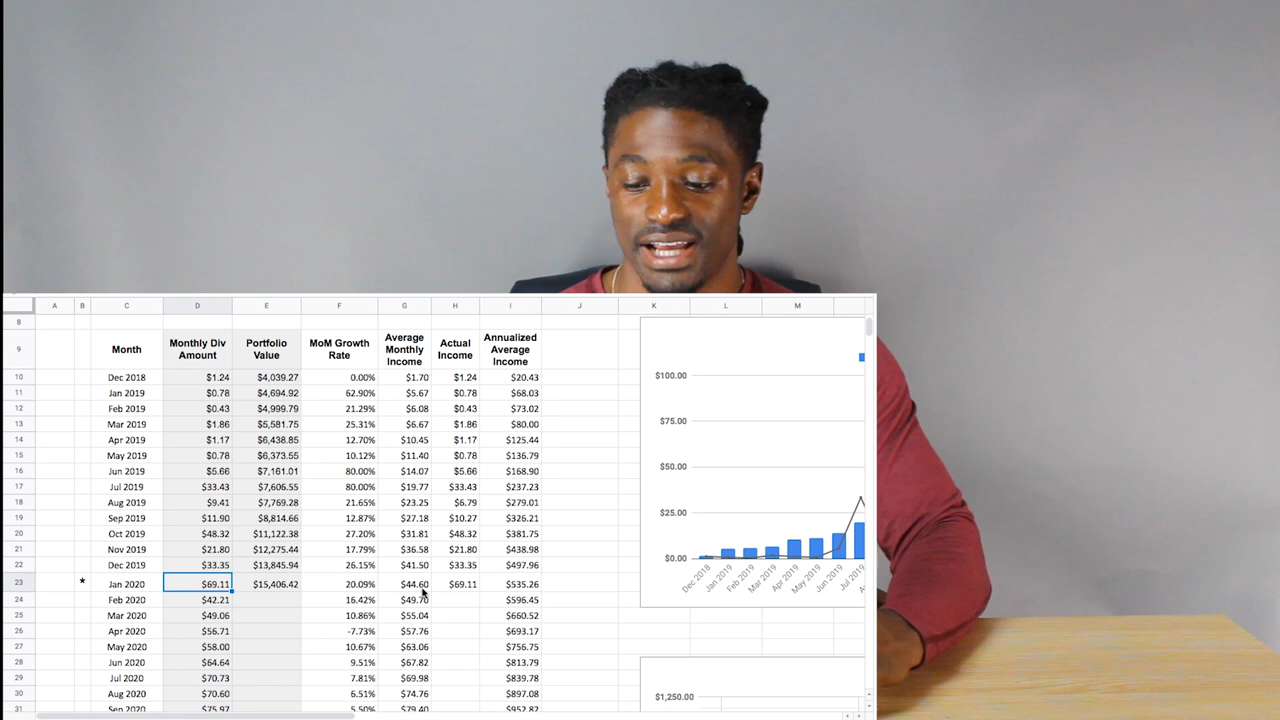 A B C D E F G H I J K L M
8
9 Month Monthly Div Amount Portfolio Value MoM Growth Rate Average Monthly Income Actual Income Annualized Average Income
10 Dec 2018 $1.24 $4,039.27 0.00% $1.70 $1.24 $20.43
11 Jan 2019 $0.78 $4,694.92 62.90% $5.67 $0.78 $68.03
12 Feb 2019 $0.43 $4,999.79 21.29% $6.08 $0.43 $73.02
13 Mar 2019 $1.86 $5,581.75 25.31% $6.67 $1.86 $80.00
14 Apr 2019 $1.17 $6,438.85 12.70% $10.45 $1.17 $125.44
15 May 2019 $0.78 $6,373.55 10.12% $11.40 $0.78 $136.79
16 Jun 2019 $5.66 $7,161.01 80.00% $14.07 $5.66 $168.90
17 Jul 2019 $33.43 $7,606.55 80.00% $19.77 $33.43 $237.23
18 Aug 2019 $9.41 $7,769.28 21.65% $23.25 $6.79 $279.01
19 Sep 2019 $11.90 $8,814.66 12.87% $27.18 $10.27 $326.21
20 Oct 2019 $48.32 $11,122.38 27.20% $31.81 $48.32 $381.75
21 Nov 2019 $21.80 $12,275.44 17.79% $36.58 $21.80 $438.98
22 Dec 2019 $33.35 $13,845.94 26.15% $41.50 $33.35 $497.96
23 * Jan 2020 $69.11 $15,406.42 20.09% $44.60 $69.11 $535.26
24 Feb 2020 $42.21 16.42% $49.70 $596.45
25 Mar 2020 $49.06 10.86% $55.04 $660.52
26 Apr 2020 $56.71 -7.73% $57.76 $693.17
27 May 2020 $58.00 10.67% $63.06 $756.75
28 Jun 2020 $64.64 9.51% $67.82 $813.79
29 Jul 2020 $70.73 7.81% $69.98 $839.78
30 Aug 2020 $70.60 6.51% $74.76 $897.08
31 Sep 2020 $75.97 5.50% $79.40 $952.82
$100.00
$75.00
$50.00
$25.00
$0.00
Dec 2018 Jan 2019 Feb 2019 Mar 2019 Apr 2019 May 2019 Jun 2019 Jul 2019
$1,250.00